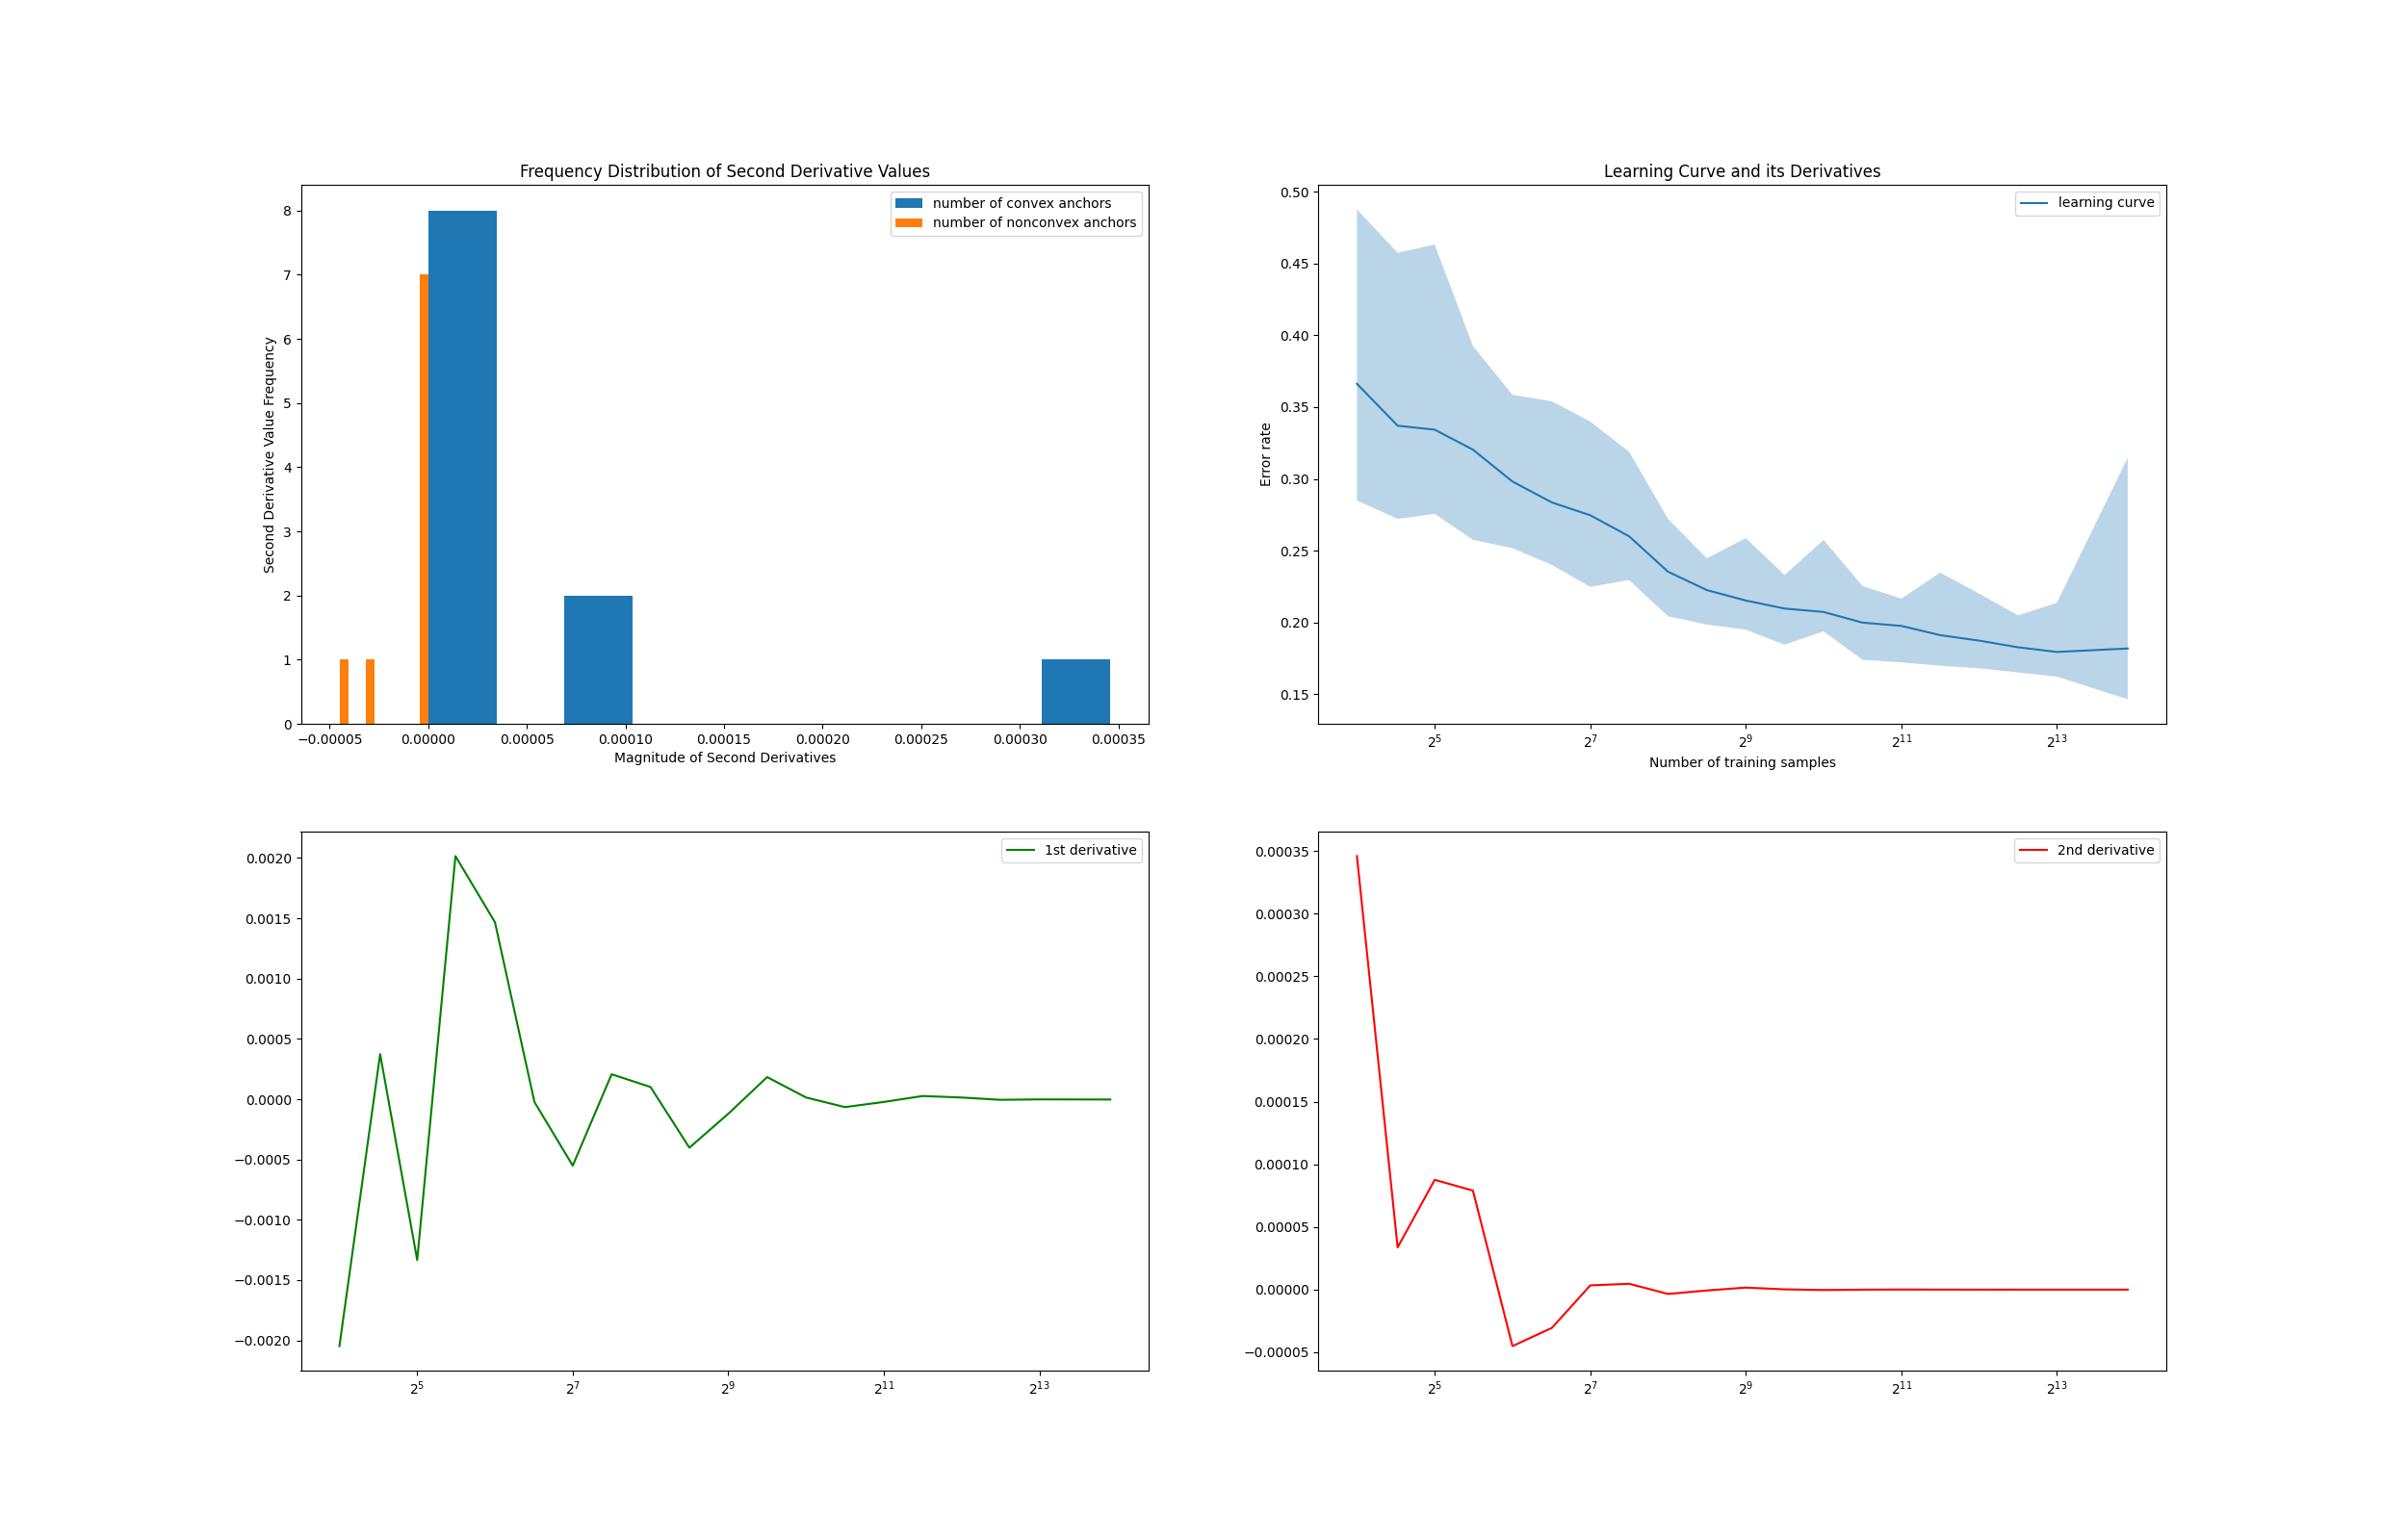 Frequency Distribution of Second Derivative Values
number of convex anchors
number of nonconvex anchors
8
7
6
5
4
3
2
1
0
Second Derivative Value Frequency
−0.00005 0.00000 0.00005 0.00010 0.00015 0.00020 0.00025 0.00030 0.00035
Magnitude of Second Derivatives
Learning Curve and its Derivatives
learning curve
0.50
0.45
0.40
0.35
0.30
0.25
0.20
0.15
Error rate
2^5 2^7 2^9 2^11 2^13
Number of training samples
1st derivative
0.0020
0.0015
0.0010
0.0005
0.0000
−0.0005
−0.0010
−0.0015
−0.0020
2^5 2^7 2^9 2^11 2^13
2nd derivative
0.00035
0.00030
0.00025
0.00020
0.00015
0.00010
0.00005
0.00000
−0.00005
2^5 2^7 2^9 2^11 2^13